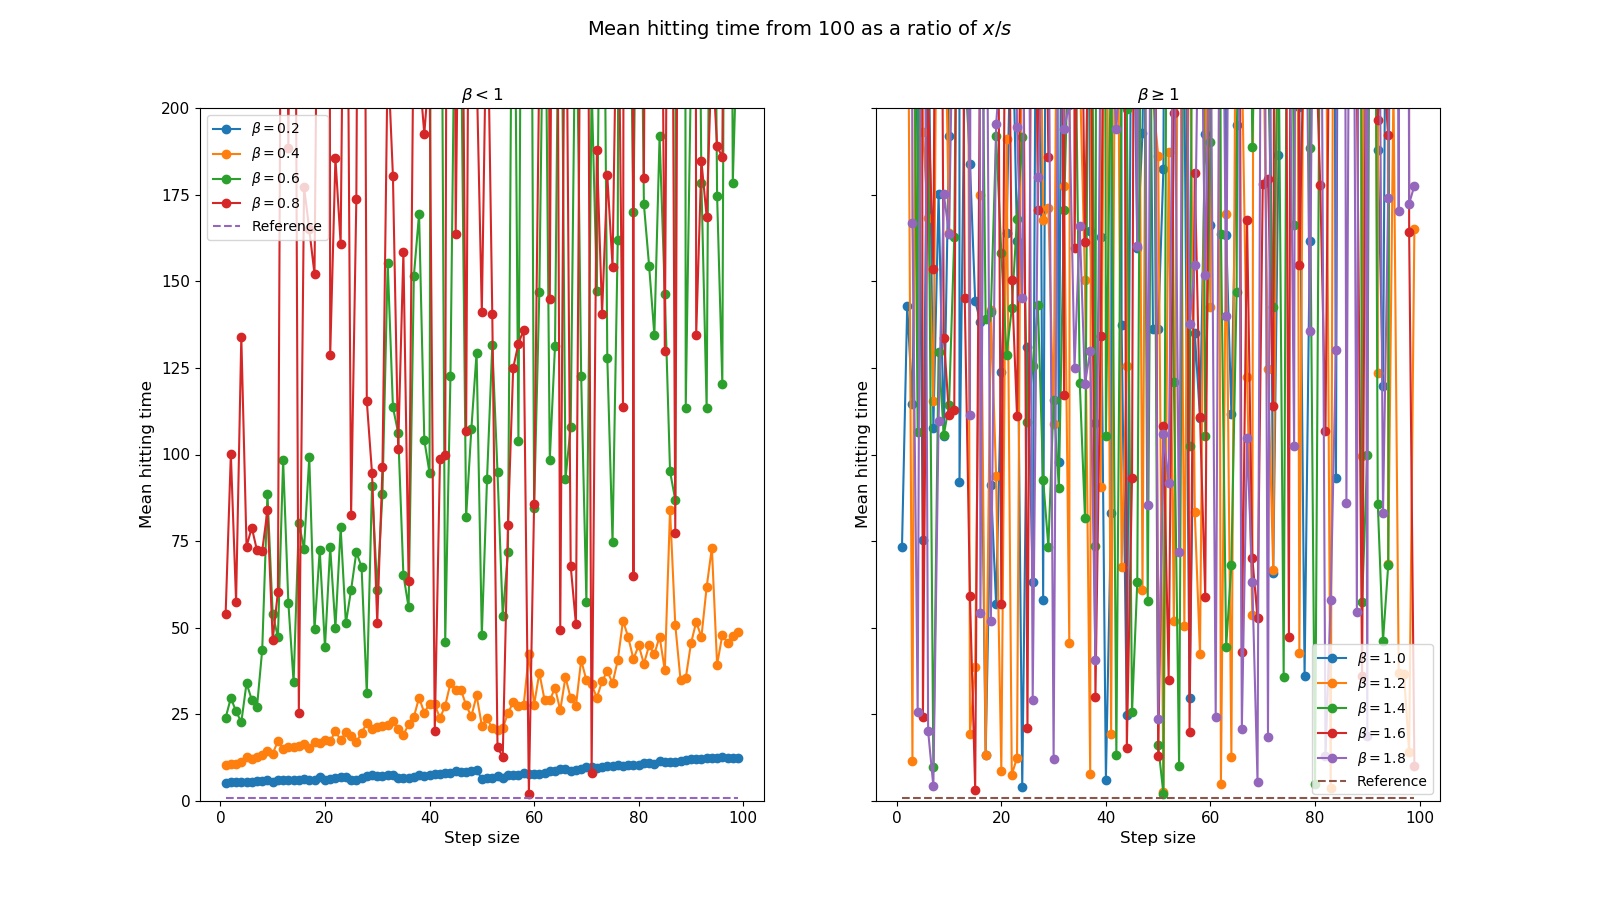 Mean hitting time from 100 as a ratio of x/s
β < 1
β ≥ 1
200
175
150
125
100
75
50
25
0
Mean hitting time
β = 0.2
β = 0.4
β = 0.6
β = 0.8
Reference
0
20
40
60
80
100
Step size
Mean hitting time
β = 1.0
β = 1.2
β = 1.4
β = 1.6
β = 1.8
Reference
0
20
40
60
80
100
Step size